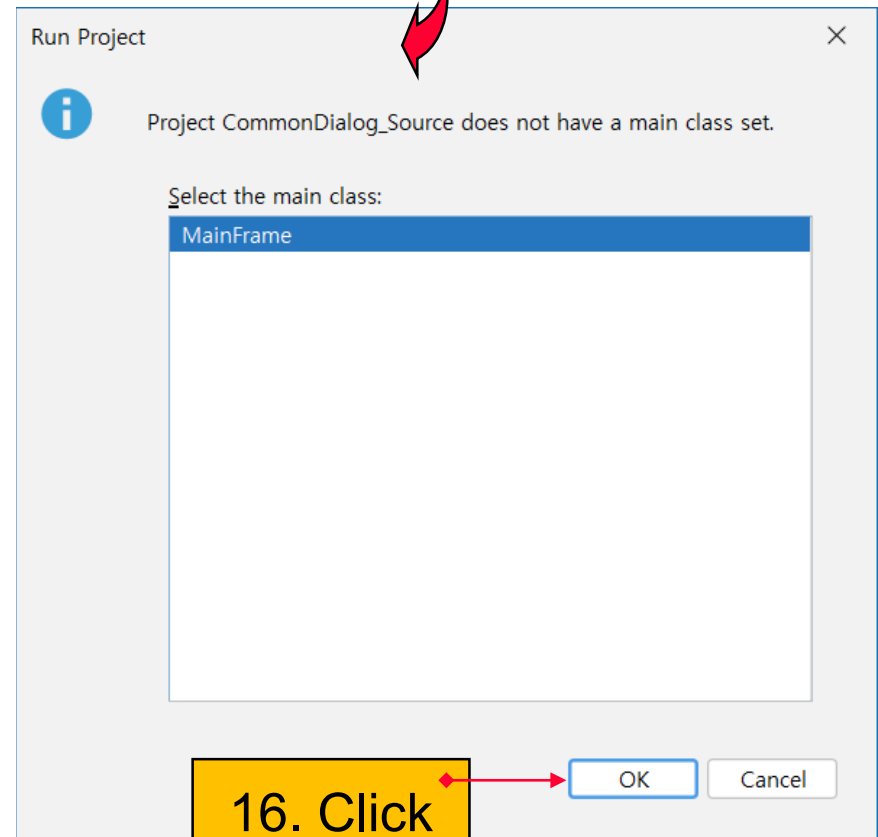 Run Project
Project CommonDialog_Source does not have a main class set.
Select the main class:
MainFrame
OK Cancel
16. Click